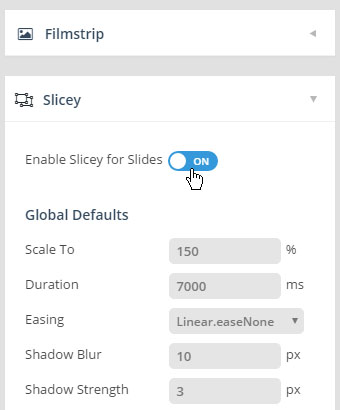 Filmstrip
Slicey
Enable Slicey for Slides ON
Global Defaults
Scale To 150 %
Duration 7000 ms
Easing Linear.easeNone
Shadow Blur 10 px
Shadow Strength 3 px